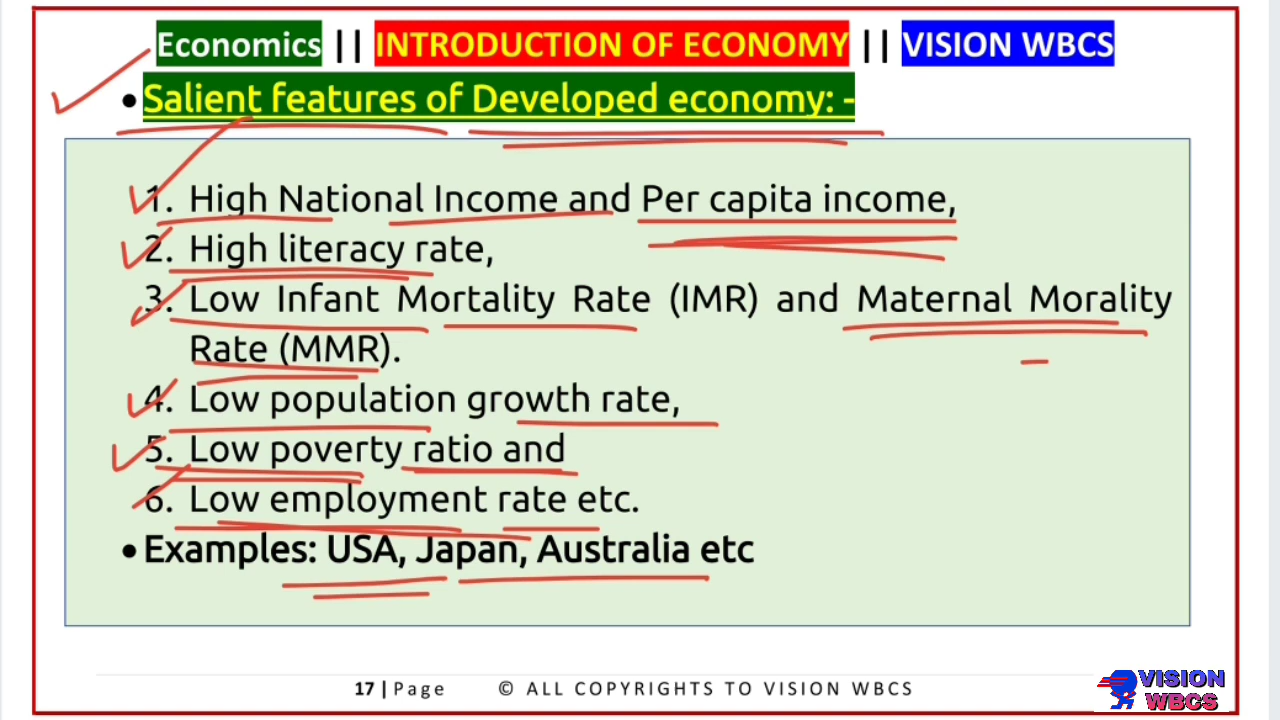 Economics || INTRODUCTION OF ECONOMY || VISION WBCS
• Salient features of Developed economy: -
1. High National Income and Per capita income,
2. High literacy rate,
3. Low Infant Mortality Rate (IMR) and Maternal Morality
Rate (MMR).
4. Low population growth rate,
5. Low poverty ratio and
6. Low employment rate etc.
• Examples: USA, Japan, Australia etc
17 | Page © ALL COPYRIGHTS TO VISION WBCS
VISION
WBCS